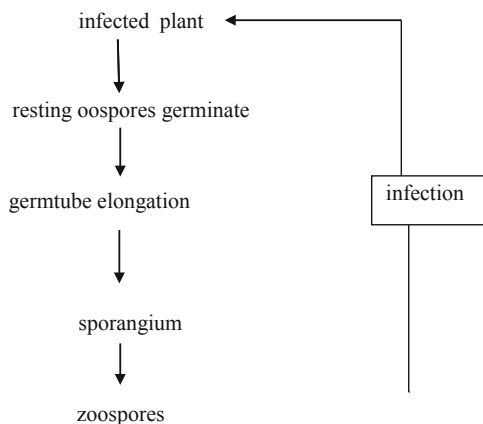 infected plant
resting oospores germinate
germtube elongation
infection
sporangium
zoospores